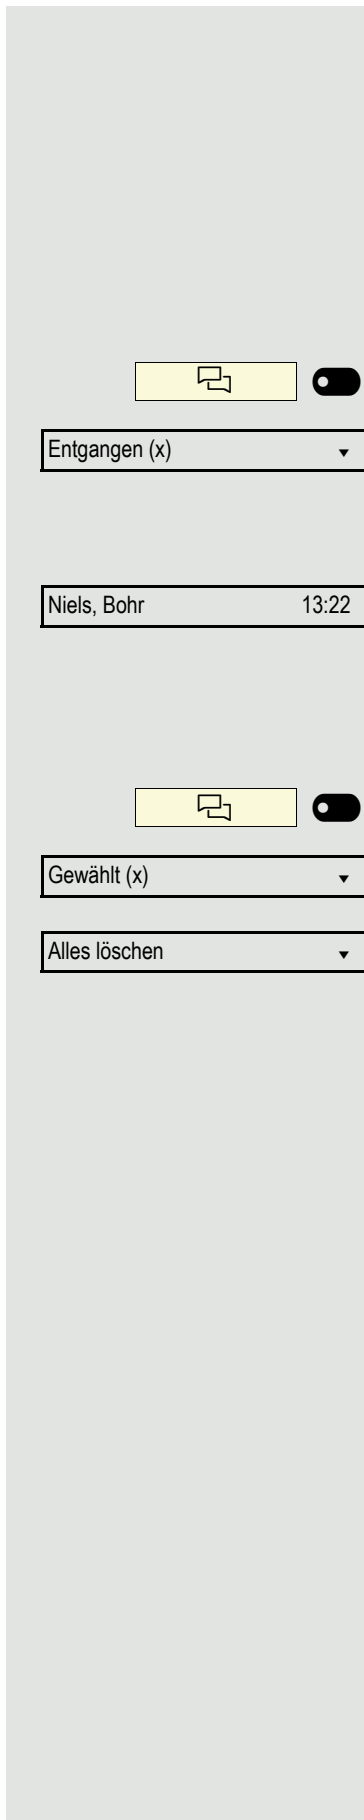 Entgangen (x)
Niels, Bohr 13:22
Gewählt (x)
Alles löschen